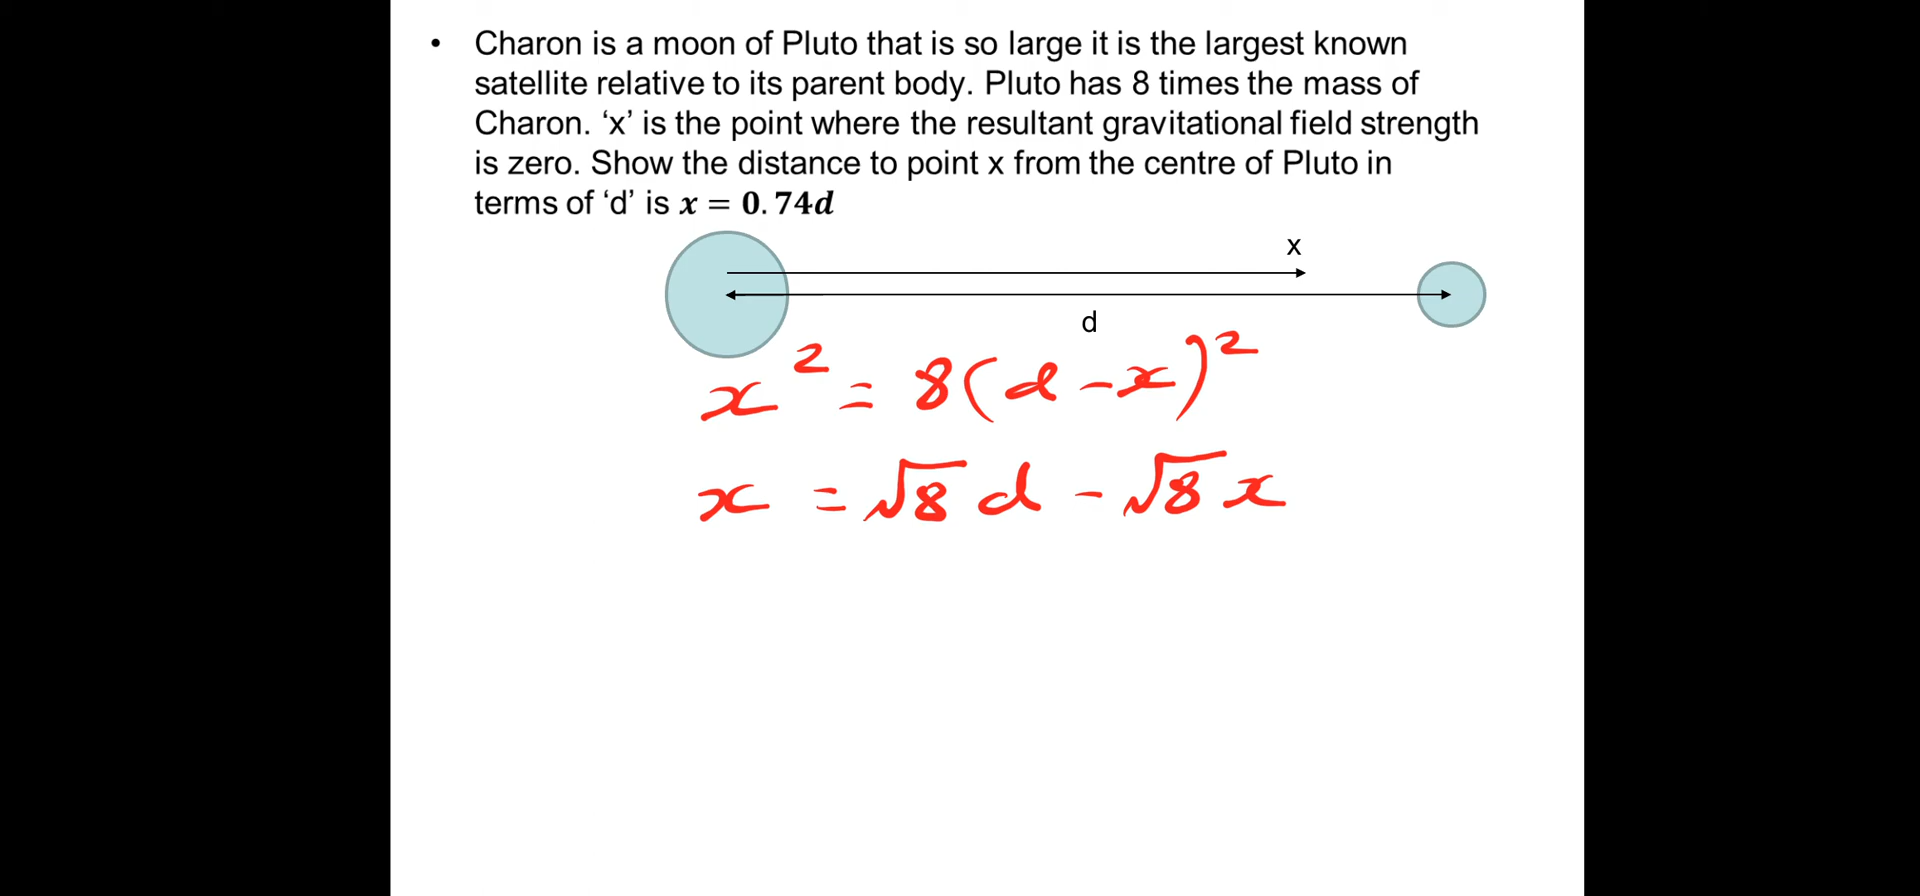 • Charon is a moon of Pluto that is so large it is the largest known
satellite relative to its parent body. Pluto has 8 times the mass of
Charon. ‘x’ is the point where the resultant gravitational field strength
is zero. Show the distance to point x from the centre of Pluto in
terms of ‘d’ is x = 0.74d
x
d
x² = 8(d - x)²
x = √8 d - √8 x